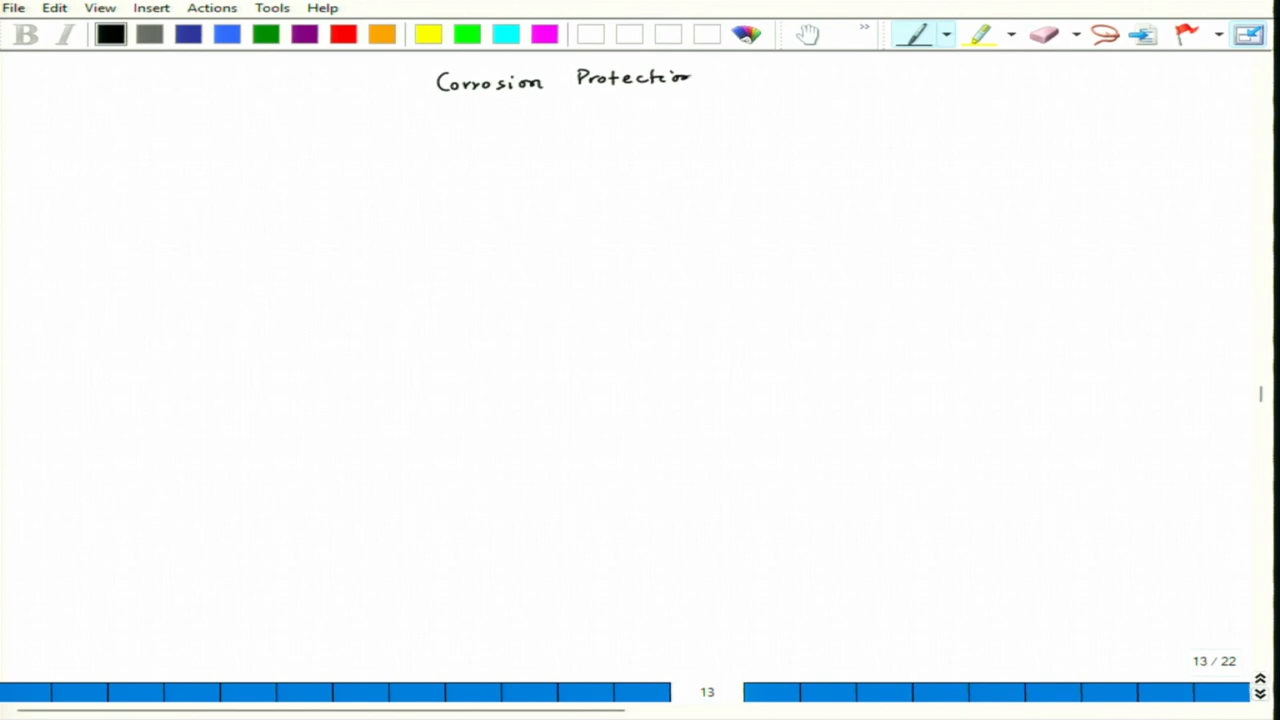 File Edit View Insert Actions Tools Help
B I
Corrosion Protection
13 / 22
13